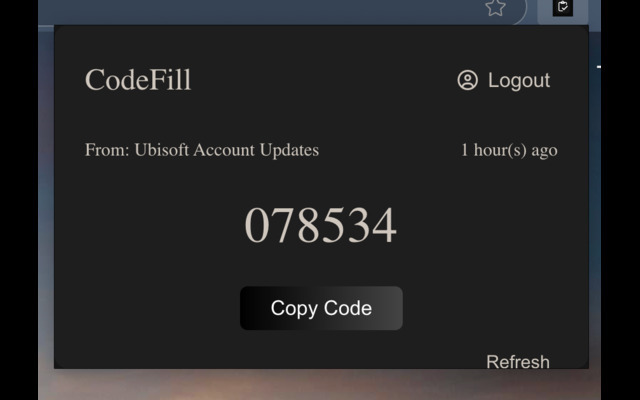 CodeFill
Logout
From: Ubisoft Account Updates
1 hour(s) ago
078534
Copy Code
Refresh